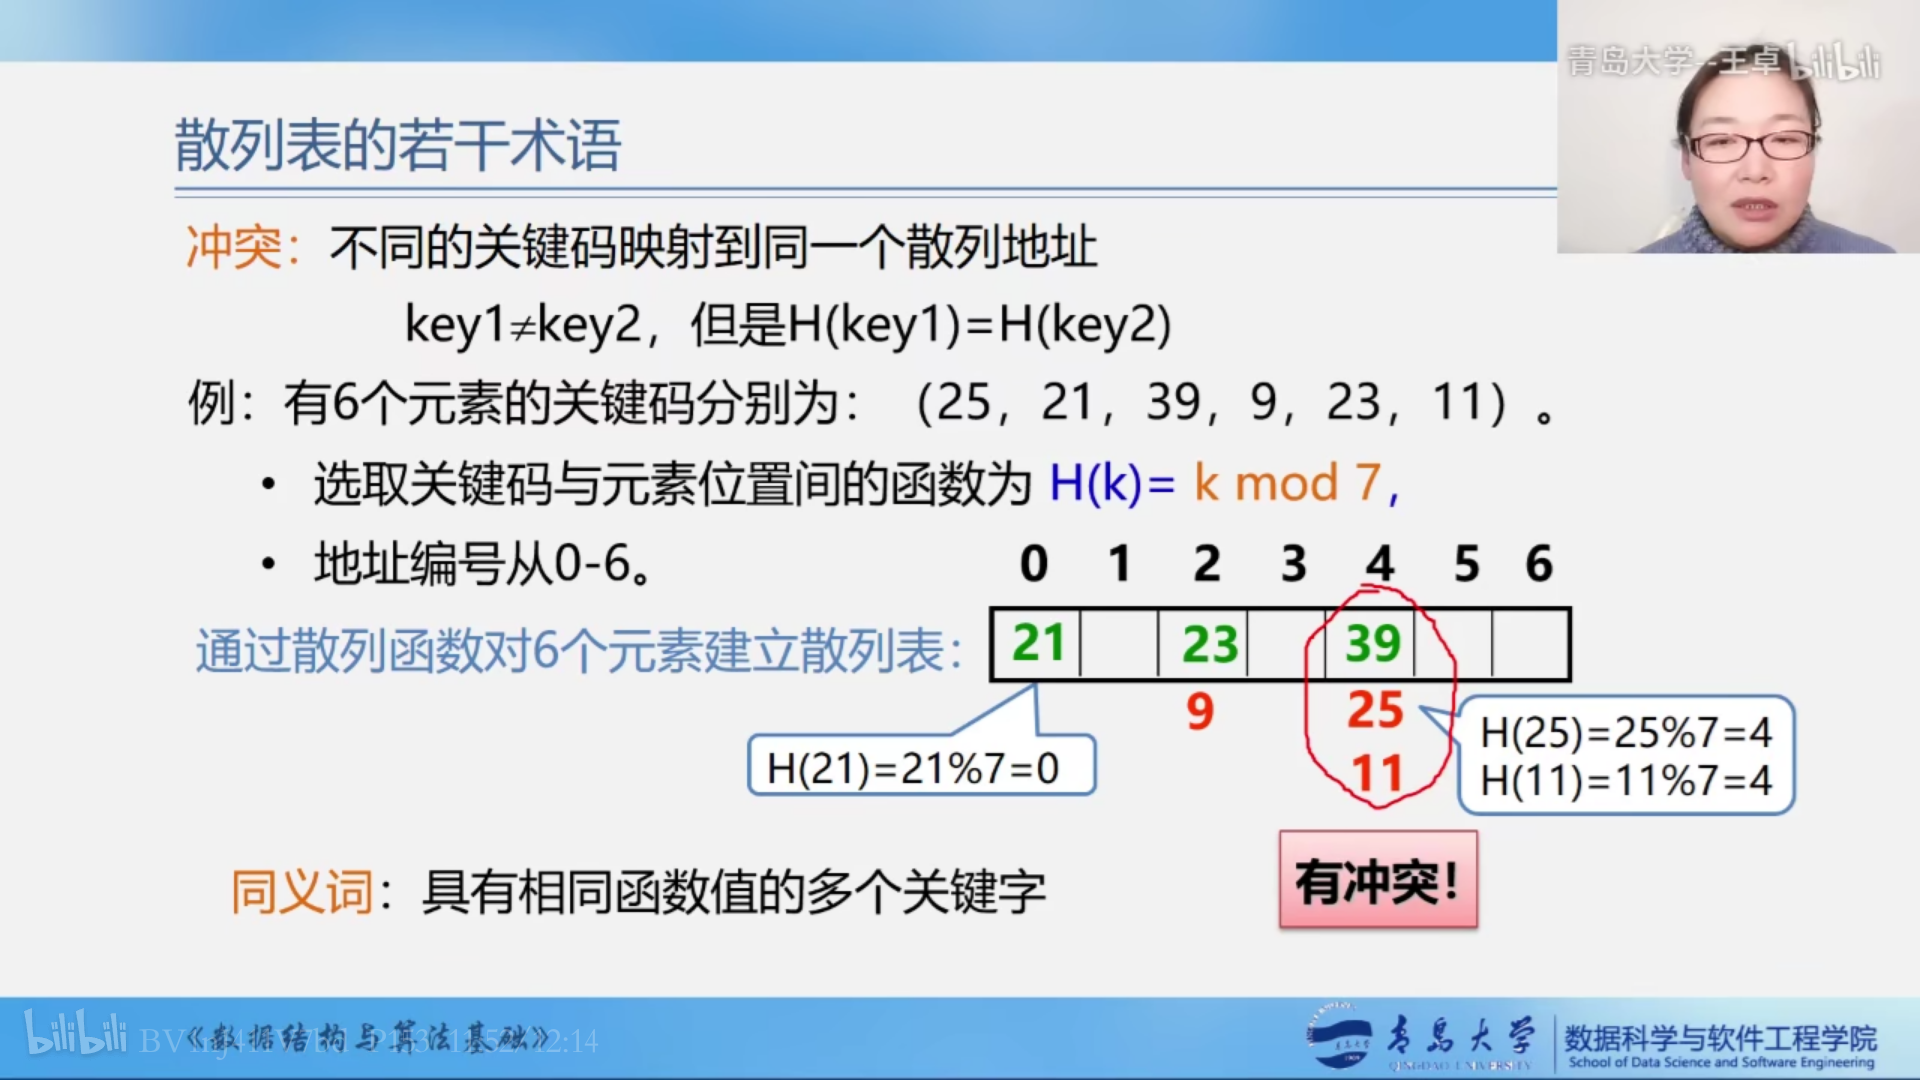 青岛大学--王卓 bilibili
散列表的若干术语
冲突：不同的关键码映射到同一个散列地址
key1≠key2，但是H(key1)=H(key2)
例：有6个元素的关键码分别为：（25，21，39，9，23，11）。
• 选取关键码与元素位置间的函数为 H(k)= k mod 7,
• 地址编号从0-6。
0 1 2 3 4 5 6
通过散列函数对6个元素建立散列表：
21 23 39
9 25
11
H(21)=21%7=0
H(25)=25%7=4
H(11)=11%7=4
有冲突！
同义词：具有相同函数值的多个关键字
bilibili
《数据结构与算法基础》
青岛大学
QINGDAO UNIVERSITY
数据科学与软件工程学院
School of Data Science and Software Engineering